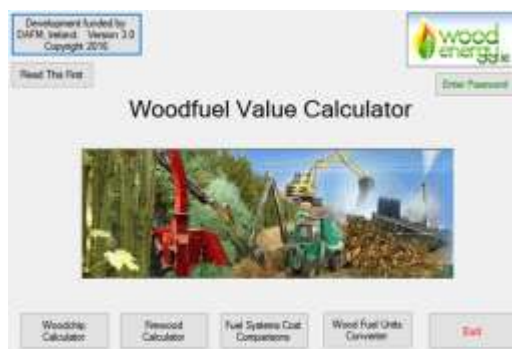 Development funded by
DAFM, Ireland. Version 3.0
Copyright 2016
wood
energy.ie
Read This First
Enter Password
Woodfuel Value Calculator
Woodchip
Calculator
Firewood
Calculator
Fuel Systems Cost
Comparisons
Wood Fuel Units
Converter
Exit